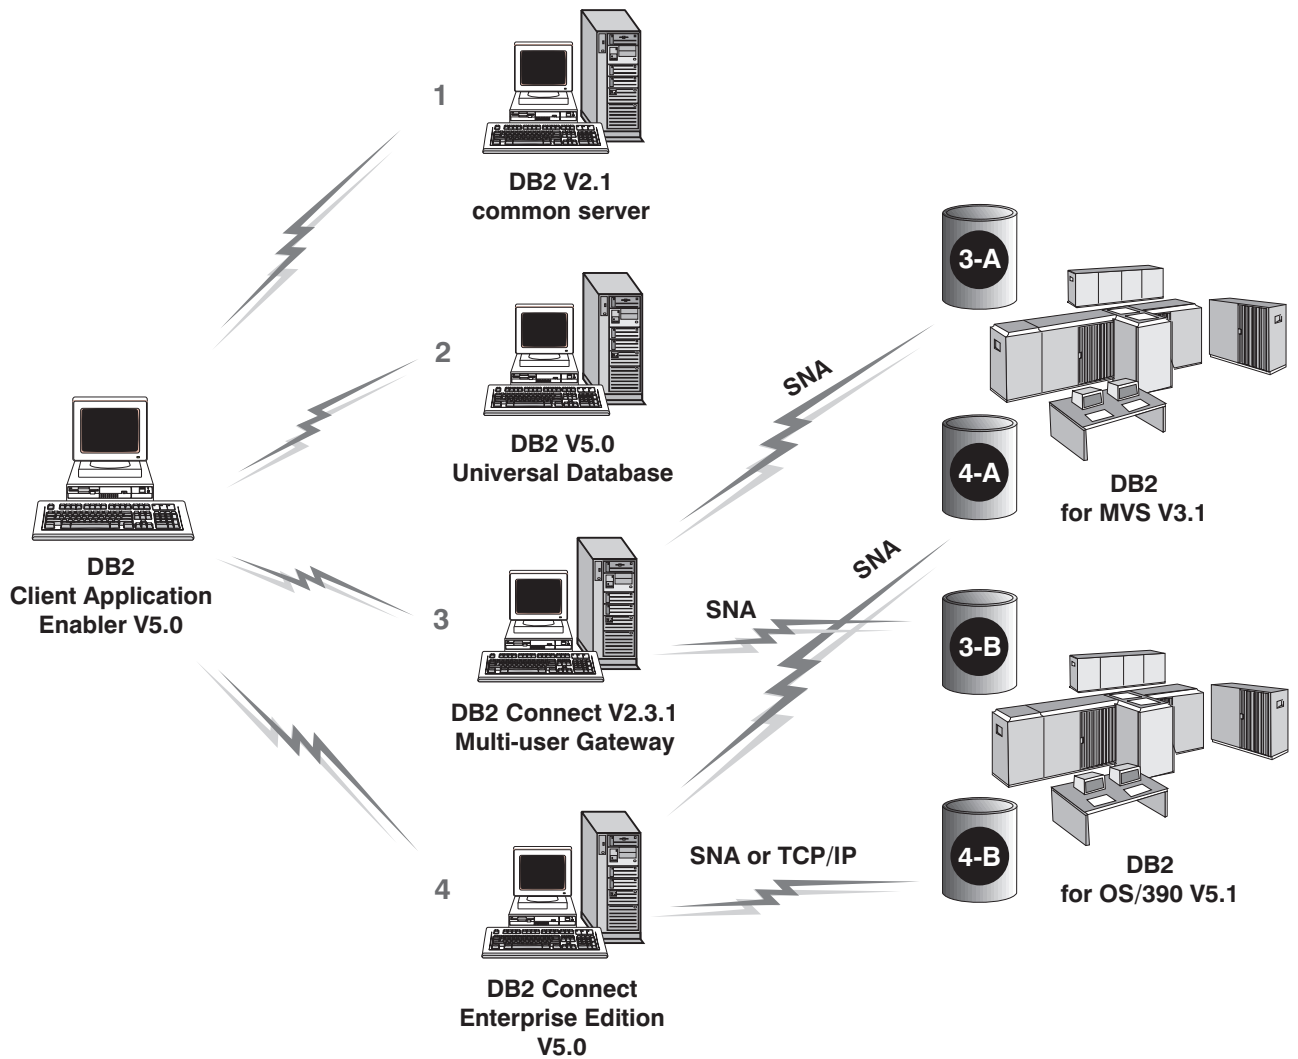 1
DB2 V2.1
common server
2
DB2 V5.0
Universal Database
DB2
Client Application
Enabler V5.0
3
DB2 Connect V2.3.1
Multi-user Gateway
4
DB2 Connect
Enterprise Edition
V5.0
SNA
SNA
SNA
SNA or TCP/IP
3-A
4-A
DB2
for MVS V3.1
3-B
4-B
DB2
for OS/390 V5.1